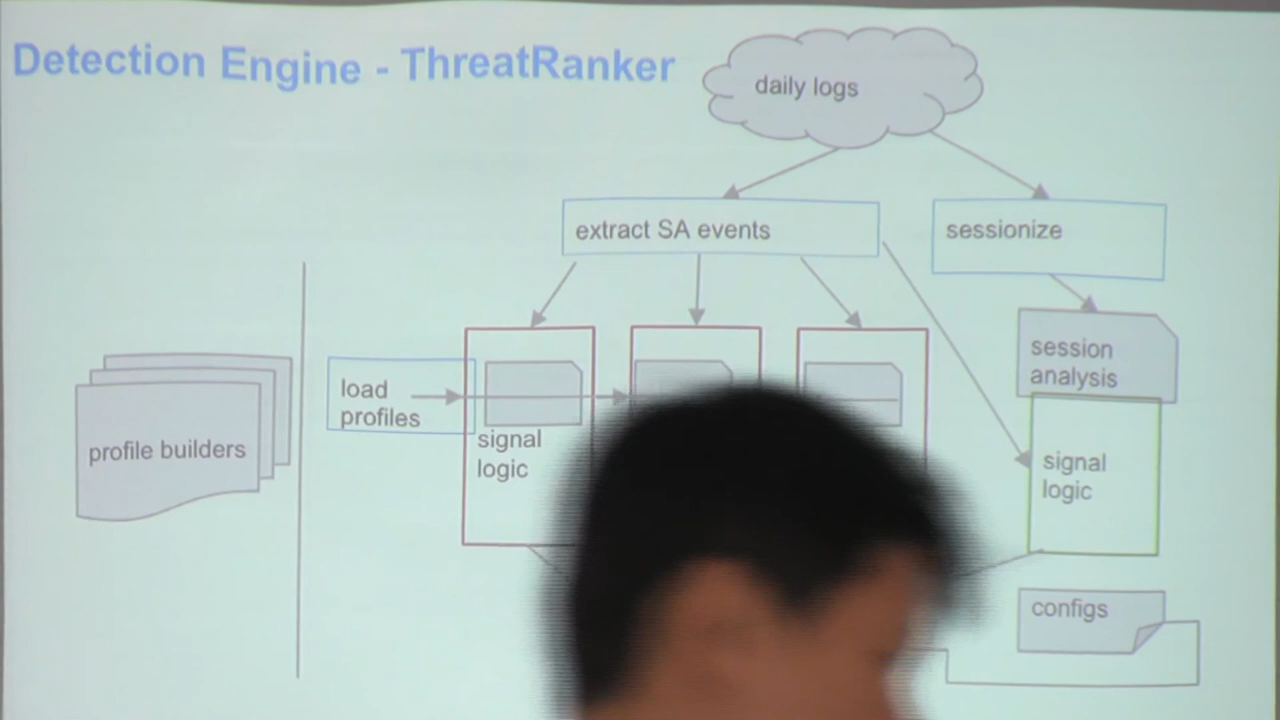 Detection Engine - ThreatRanker
daily logs
extract SA events
sessionize
session
analysis
load
profiles
profile builders
signal
logic
signal
logic
configs